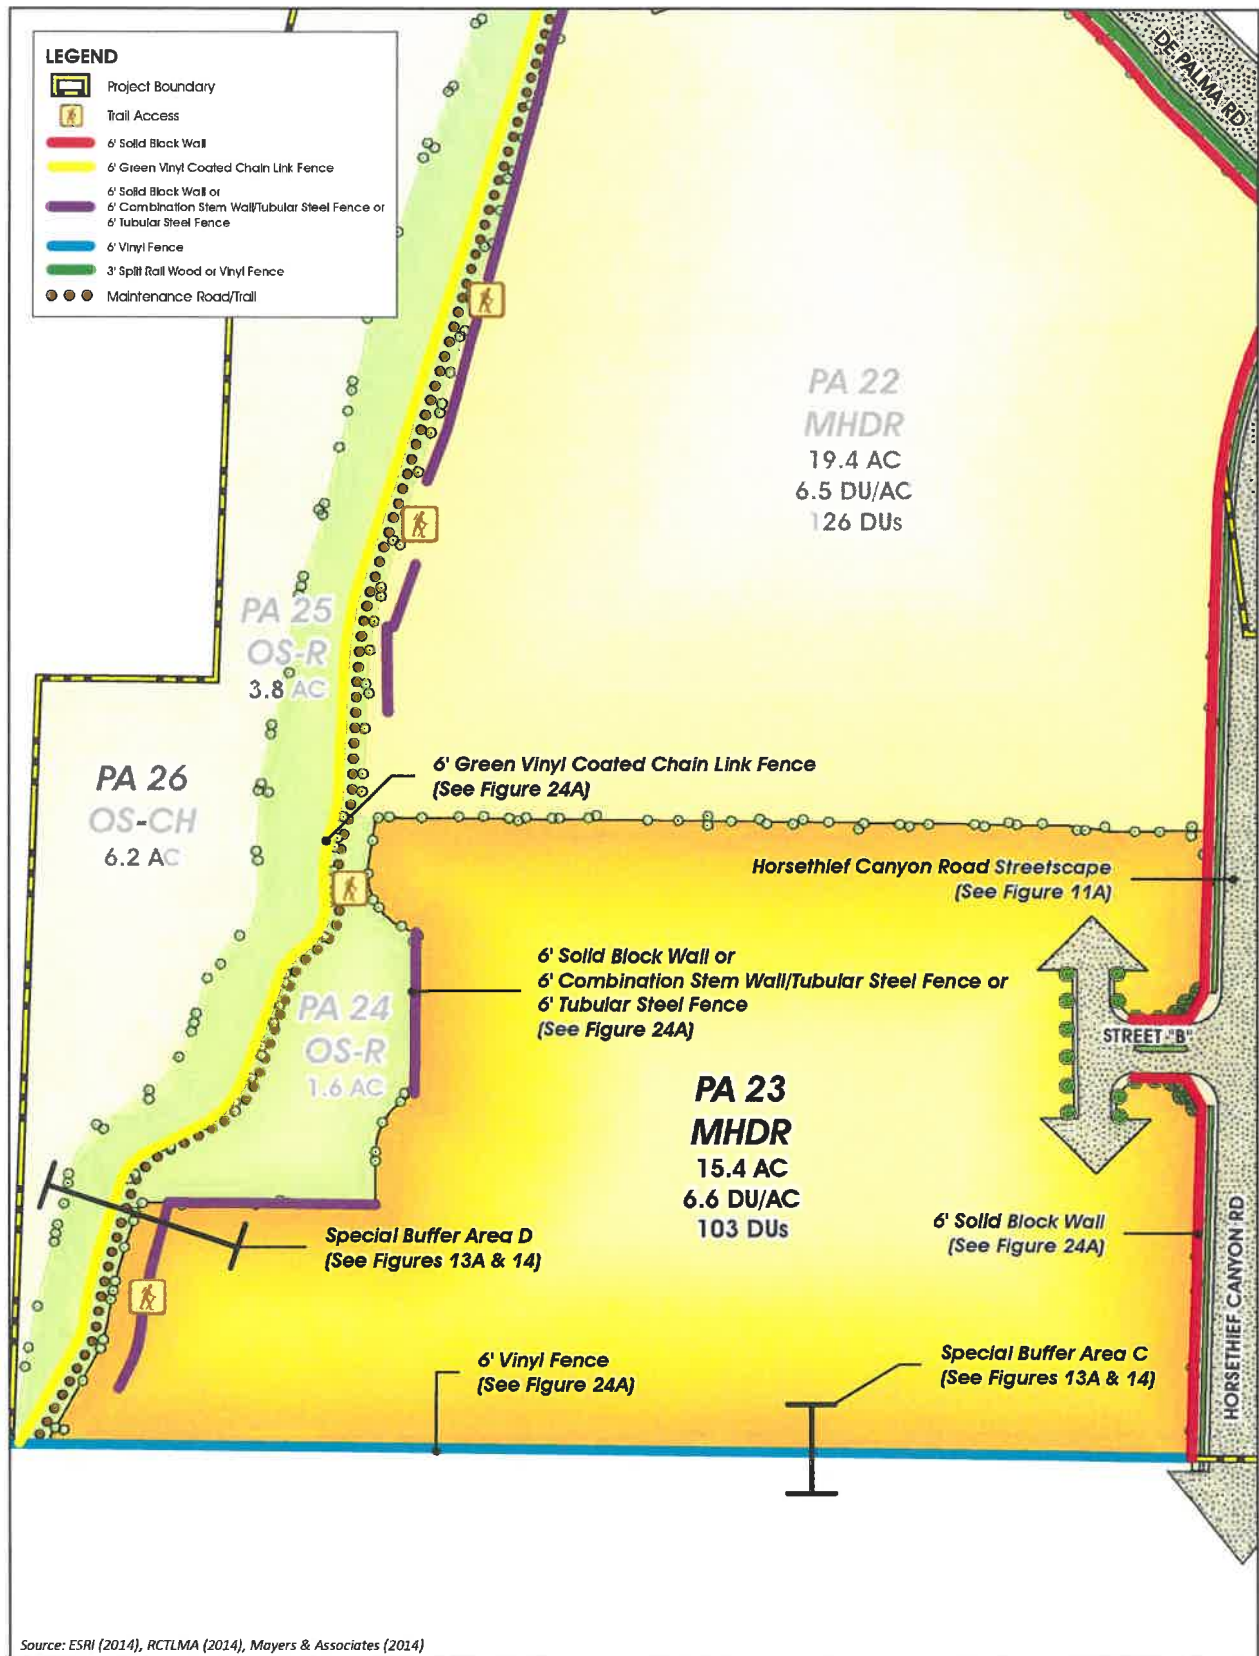 LEGEND
Project Boundary
Trail Access
6' Solid Block Wall
6' Green Vinyl Coated Chain Link Fence
6' Solid Block Wall or
6' Combination Stem Wall/Tubular Steel Fence or
6' Tubular Steel Fence
6' Vinyl Fence
3' Split Rail Wood or Vinyl Fence
Maintenance Road/Trail
DE PALMA RD
PA 22
MHDR
19.4 AC
6.5 DU/AC
126 DUs
PA 25
OS-R
3.8 AC
PA 26
OS-CH
6.2 AC
6' Green Vinyl Coated Chain Link Fence
(See Figure 24A)
Horsethief Canyon Road Streetscape
(See Figure 11A)
6' Solid Block Wall or
6' Combination Stem Wall/Tubular Steel Fence or
6' Tubular Steel Fence
(See Figure 24A)
PA 24
OS-R
1.6 AC
STREET "B"
PA 23
MHDR
15.4 AC
6.6 DU/AC
103 DUs
6' Solid Block Wall
(See Figure 24A)
Special Buffer Area D
(See Figures 13A & 14)
HORSETHIEF CANYON RD
6' Vinyl Fence
(See Figure 24A)
Special Buffer Area C
(See Figures 13A & 14)
Source: ESRI (2014), RCTLMA (2014), Mayers & Associates (2014)